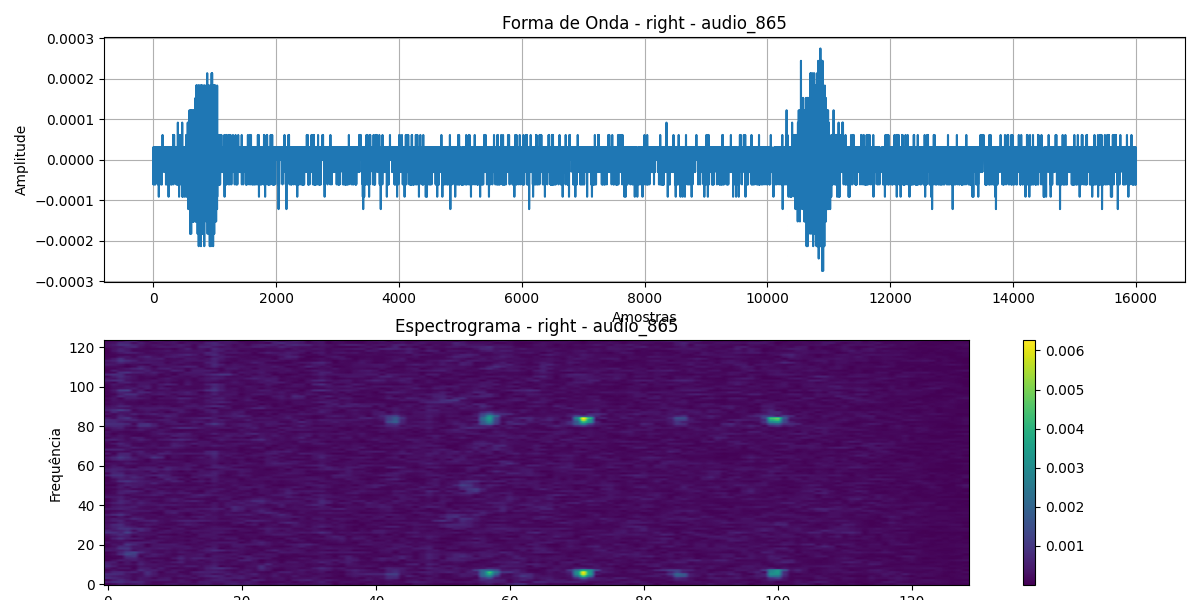 Forma de Onda - right - audio_865
0.0003
0.0002
0.0001
0.0000
−0.0001
−0.0002
−0.0003
Amplitude
0 2000 4000 6000 8000 10000 12000 14000 16000
Amostras
Espectrograma - right - audio_865
120
100
80
60
40
20
0
Frequência
0 20 40 60 80 100 120
0.006
0.005
0.004
0.003
0.002
0.001